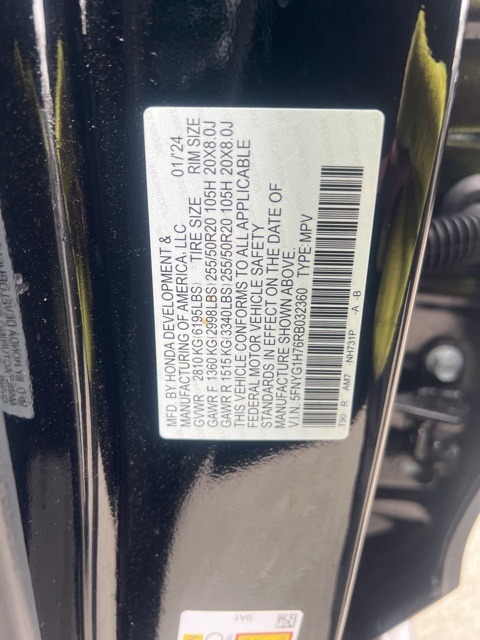 MFD. BY HONDA DEVELOPMENT & 01/24
MANUFACTURING OF AMERICA, LLC
GVWR 2810 KG(6195LBS) TIRE SIZE RIM SIZE
GAWR F 1360 KG(2998LBS) 255/50R20 105H 20X8.0J
GAWR R 1515 KG(3340LBS) 255/50R20 105H 20X8.0J
THIS VEHICLE CONFORMS TO ALL APPLICABLE
FEDERAL MOTOR VEHICLE SAFETY
STANDARDS IN EFFECT ON THE DATE OF
MANUFACTURE SHOWN ABOVE.
V.I.N. 5FNYG1H76RB032360 TYPE:MPV
T90 R AM7 -NH731P -A -B
9A1